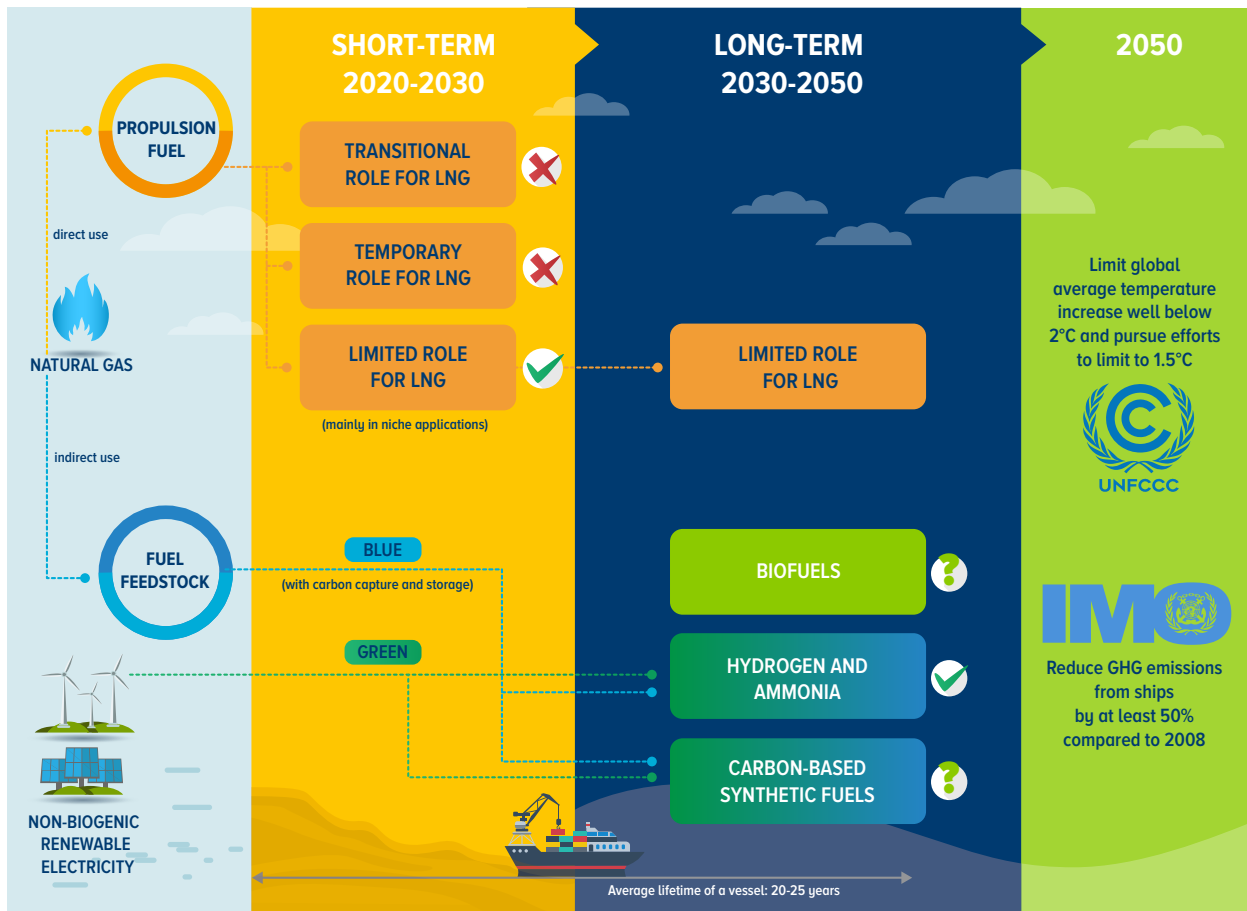 SHORT-TERM
2020-2030
LONG-TERM
2030-2050
2050
PROPULSION
FUEL
direct use
NATURAL GAS
indirect use
FUEL
FEEDSTOCK
NON-BIOGENIC
RENEWABLE
ELECTRICITY
TRANSITIONAL
ROLE FOR LNG
TEMPORARY
ROLE FOR LNG
LIMITED ROLE
FOR LNG
(mainly in niche applications)
BLUE
(with carbon capture and storage)
GREEN
LIMITED ROLE
FOR LNG
BIOFUELS
HYDROGEN AND
AMMONIA
CARBON-BASED
SYNTHETIC FUELS
Average lifetime of a vessel: 20-25 years
Limit global
average temperature
increase well below
2°C and pursue efforts
to limit to 1.5°C
UNFCCC
IMO
Reduce GHG emissions
from ships
by at least 50%
compared to 2008